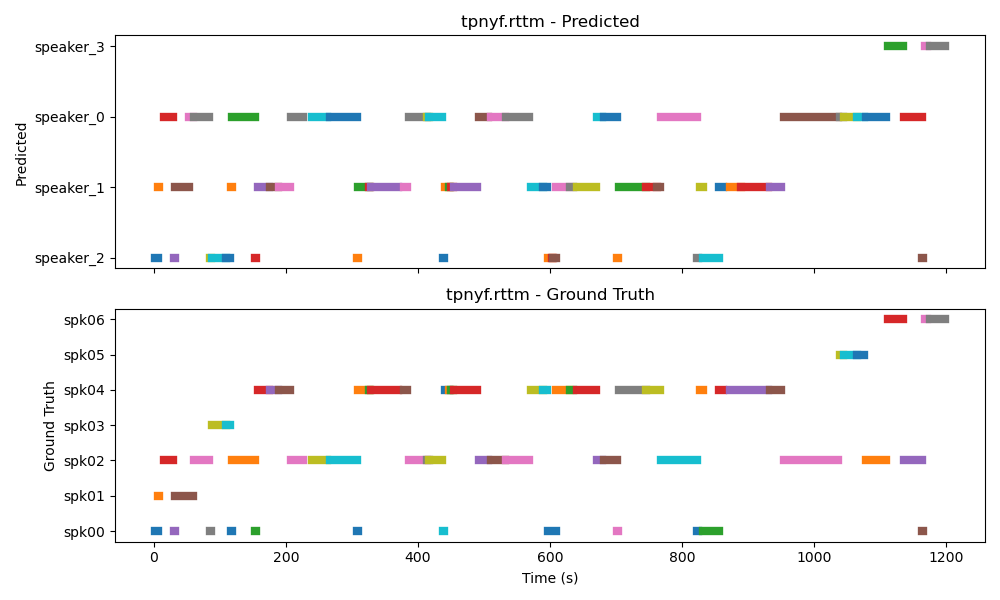 tpnyf.rttm - Predicted
speaker_3
speaker_0
speaker_1
speaker_2
Predicted
tpnyf.rttm - Ground Truth
spk06
spk05
spk04
spk03
spk02
spk01
spk00
Ground Truth
0 200 400 600 800 1000 1200
Time (s)